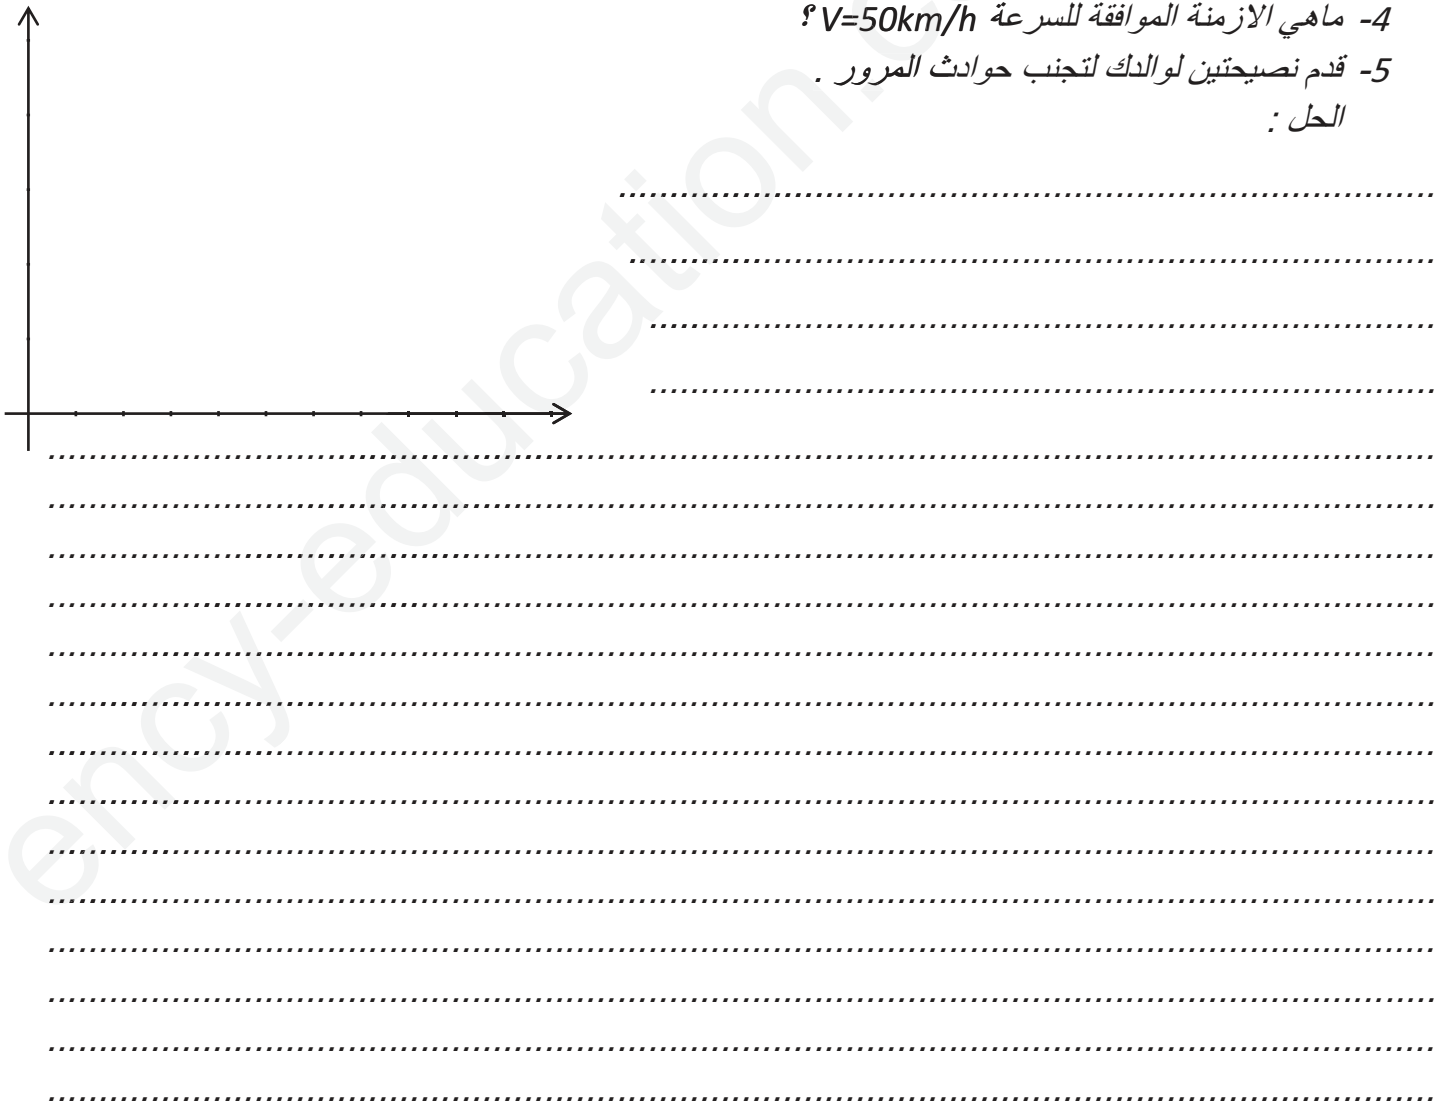 4- ماهي الازمنة الموافقة للسرعة V=50km/h ؟
5- قدم نصيحتين لوالدك لتجنب حوادث المرور .
الحل :
ency-education.c